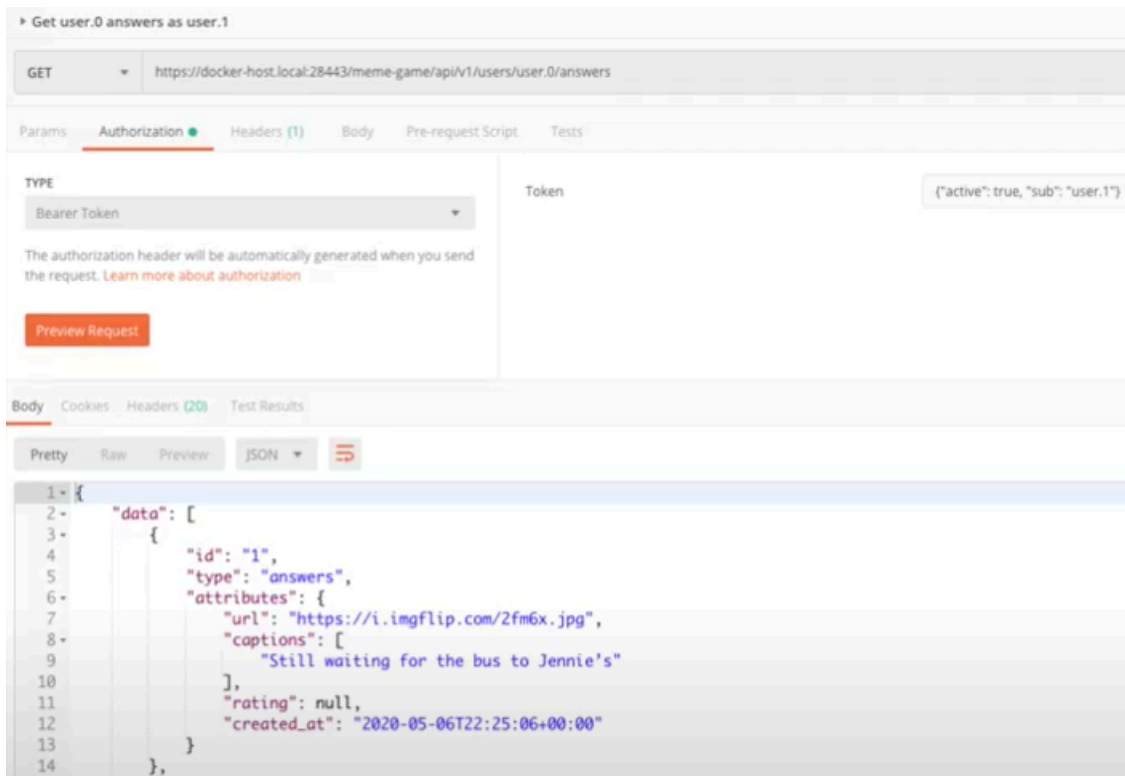 Get user.0 answers as user.1
GET https://docker-host.local:28443/meme-game/api/v1/users/user.0/answers
Params Authorization Headers (1) Body Pre-request Script Tests
TYPE
Bearer Token
The authorization header will be automatically generated when you send
the request. Learn more about authorization
Preview Request
Token {"active": true, "sub": "user.1"}
Body Cookies Headers (20) Test Results
Pretty Raw Preview JSON
1 {
2 "data": [
3 {
4 "id": "1",
5 "type": "answers",
6 "attributes": {
7 "url": "https://i.imgflip.com/2fm6x.jpg",
8 "captions": [
9 "Still waiting for the bus to Jennie's"
10 ],
11 "rating": null,
12 "created_at": "2020-05-06T22:25:06+00:00"
13 }
14 },